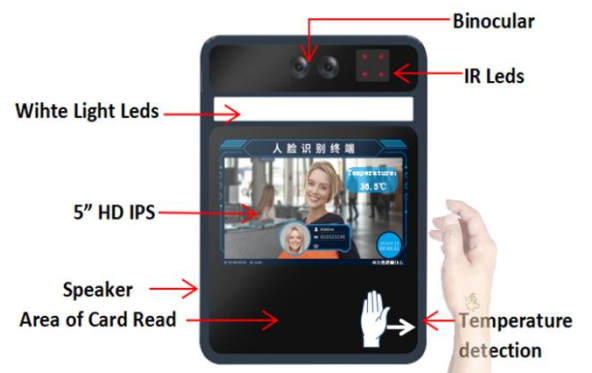 Binocular
IR Leds
Wihte Light Leds
人脸识别终端
Temperature:
36.5℃
5” HD IPS
Speaker
Area of Card Read
Temperature
detection